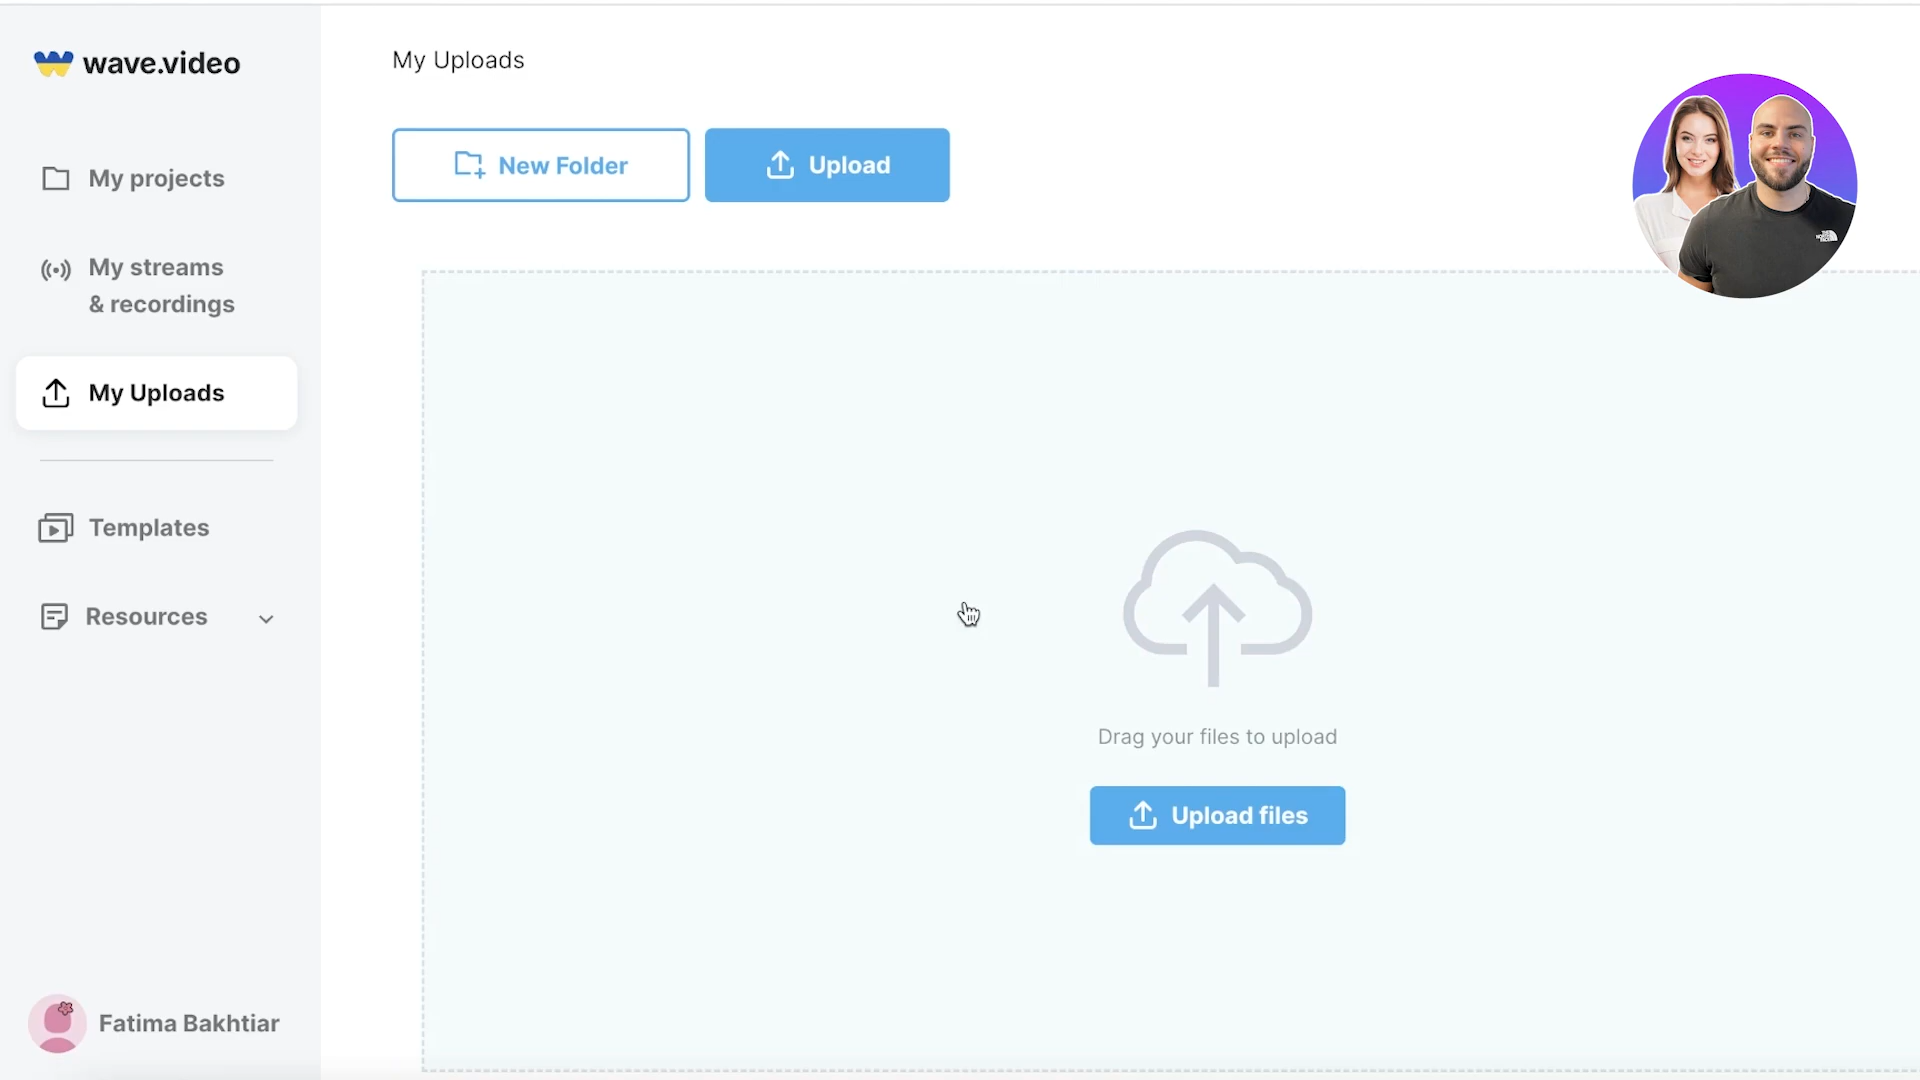 wave.video
My projects
My streams
& recordings
My Uploads
Templates
Resources
Fatima Bakhtiar
My Uploads
New Folder
Upload
Drag your files to upload
Upload files